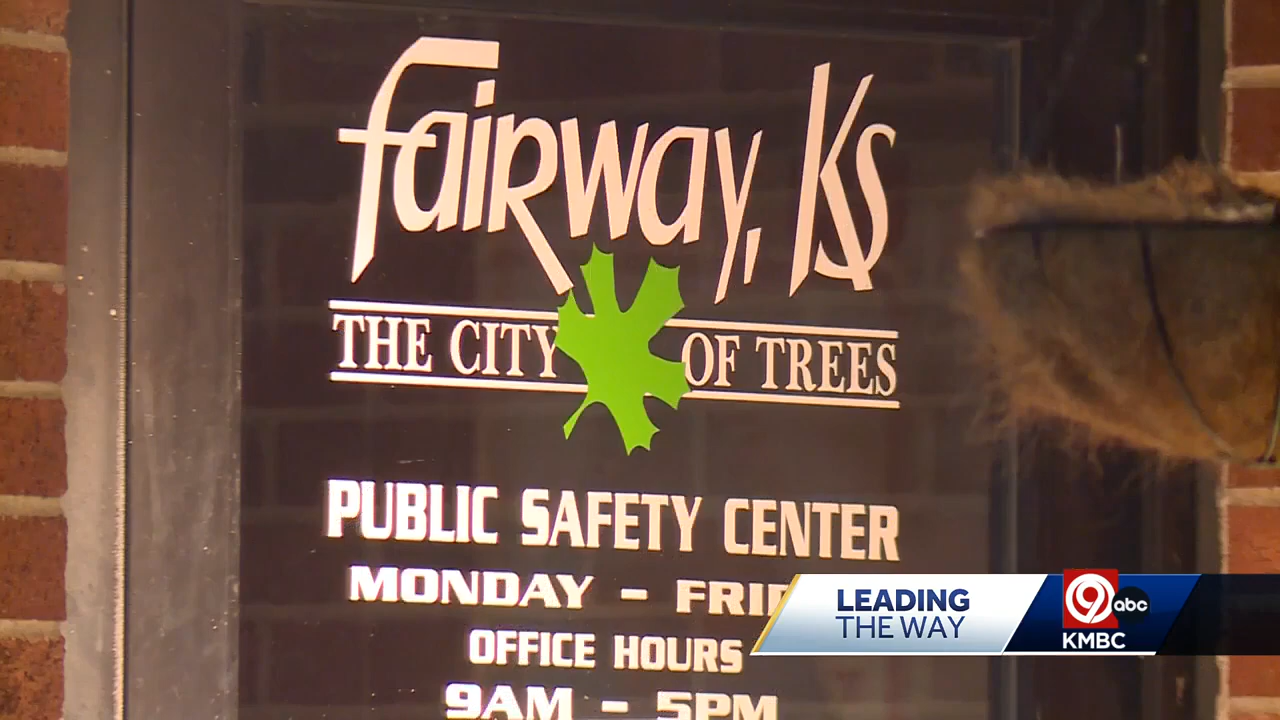 Fairway, Ks
THE CITY OF TREES
PUBLIC SAFETY CENTER
MONDAY –
OFFICE HOURS
9AM – 5PM
LEADING
THE WAY
9 abc
KMBC